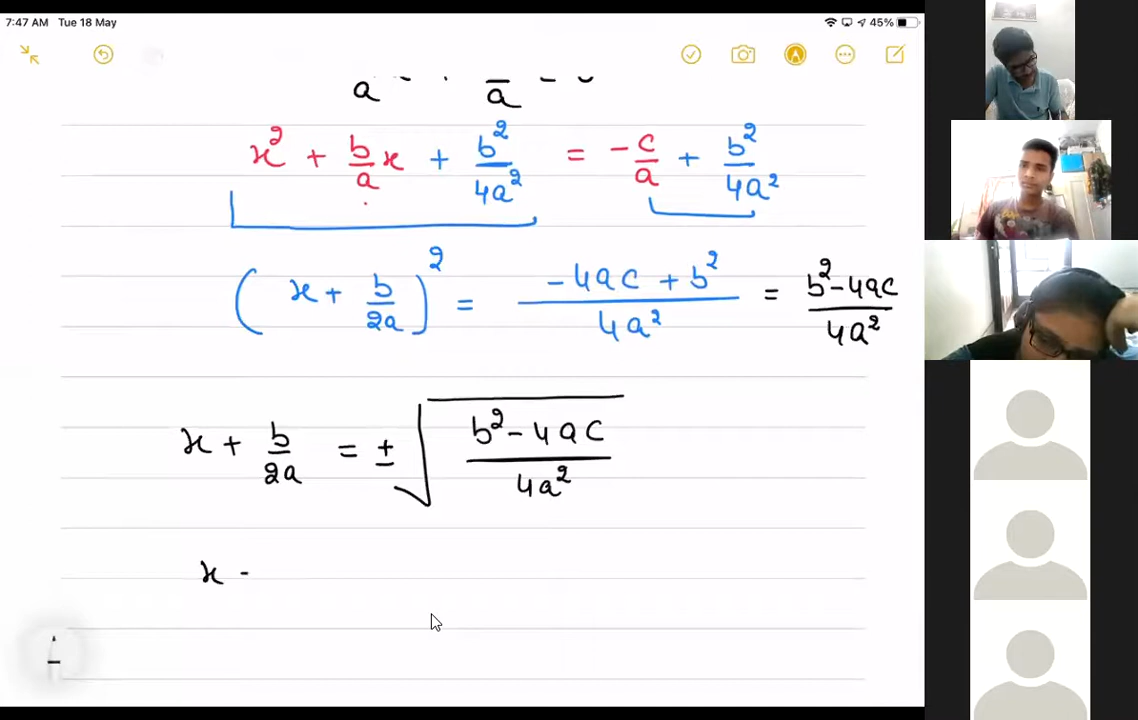 7:47 AM Tue 18 May 45%
x² + b/a x + b²/4a² = -c/a + b²/4a²
(x + b/2a)² = -4ac + b²/4a² = b²-4ac/4a²
x + b/2a = ± √(b²-4ac/4a²)
x -